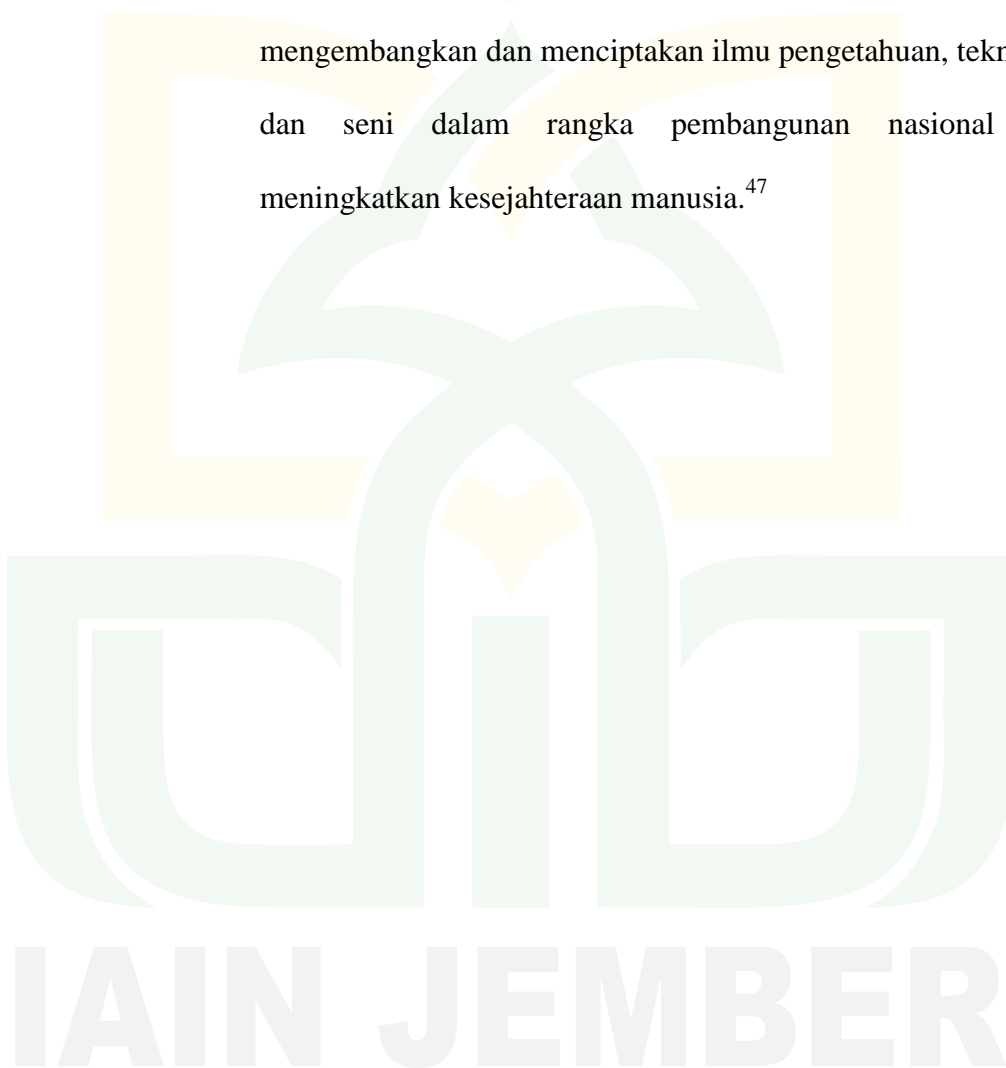 mengembangkan dan menciptakan ilmu pengetahuan,
dan seni dalam rangka pembangunan nasional
meningkatkan kesejahteraan manusia.47
IAIN JEMBER